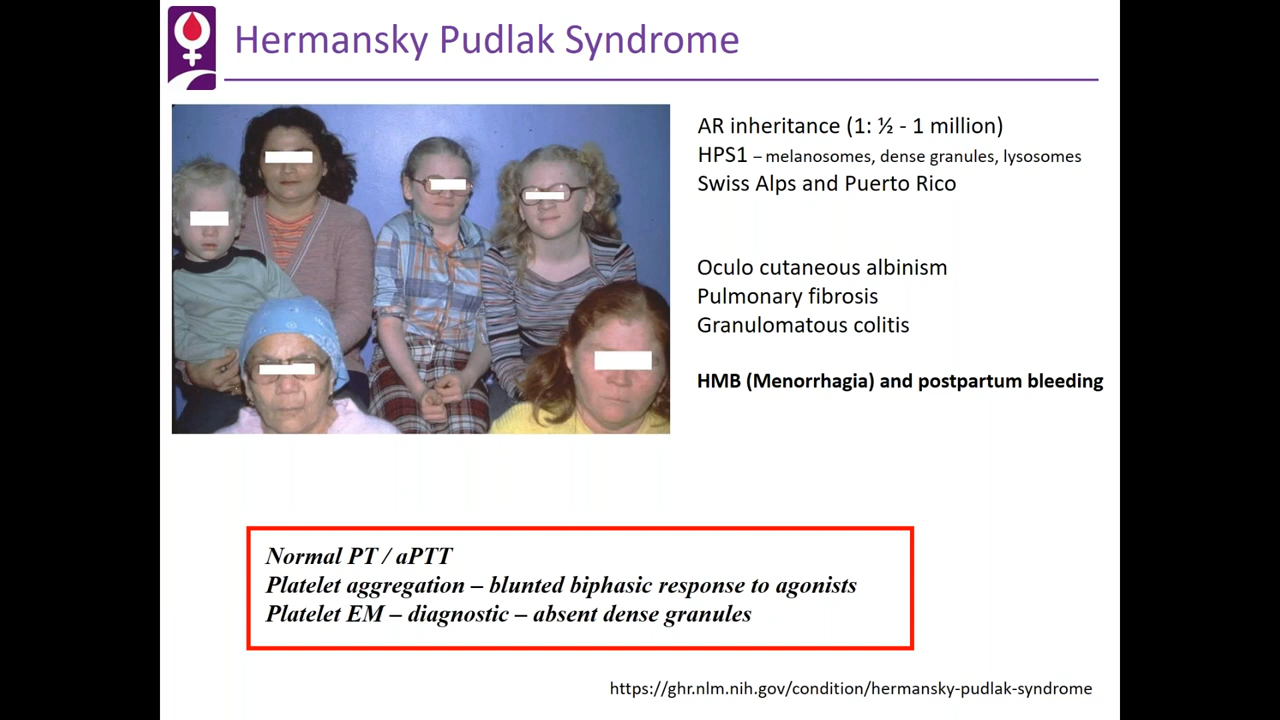 Hermansky Pudlak Syndrome
AR inheritance (1: ½ - 1 million)
HPS1 – melanosomes, dense granules, lysosomes
Swiss Alps and Puerto Rico
Oculo cutaneous albinism
Pulmonary fibrosis
Granulomatous colitis
HMB (Menorrhagia) and postpartum bleeding
Normal PT / aPTT
Platelet aggregation – blunted biphasic response to agonists
Platelet EM – diagnostic – absent dense granules
https://ghr.nlm.nih.gov/condition/hermansky-pudlak-syndrome